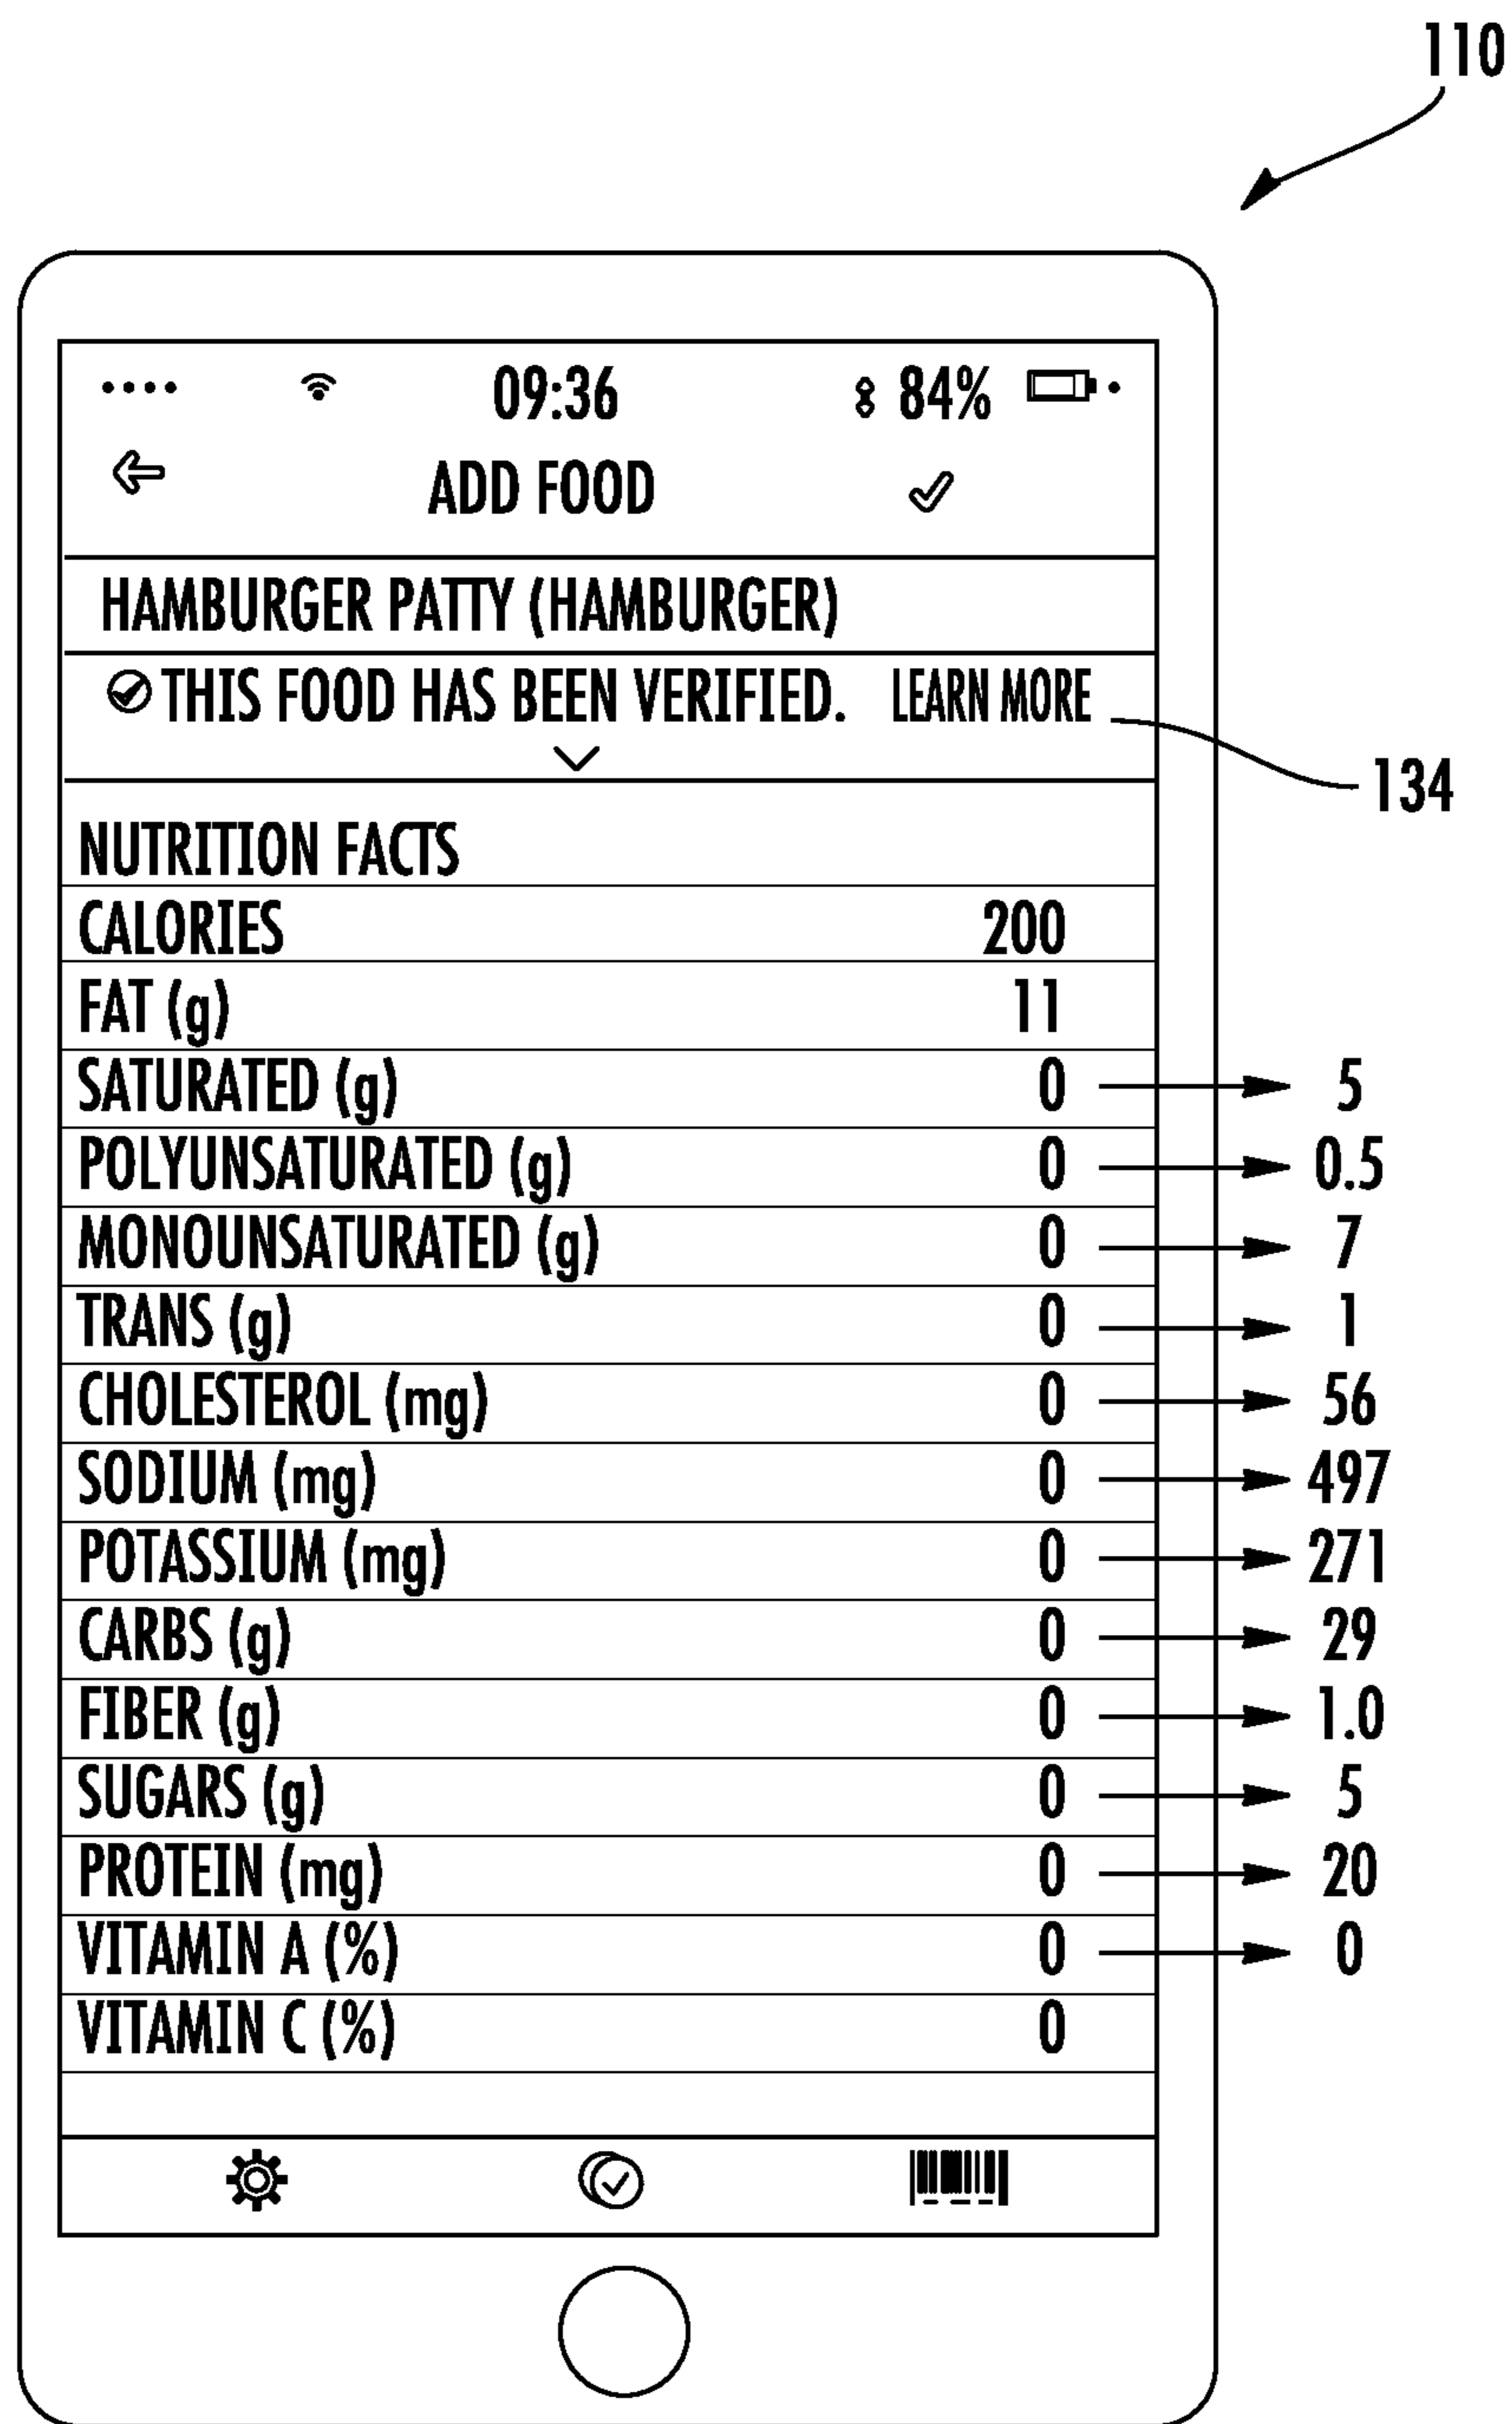 110
09:36 84%
ADD FOOD
HAMBURGER PATTY (HAMBURGER)
THIS FOOD HAS BEEN VERIFIED. LEARN MORE
134
NUTRITION FACTS
CALORIES 200
FAT (g) 11
SATURATED (g) 0 5
POLYUNSATURATED (g) 0 0.5
MONOUNSATURATED (g) 0 7
TRANS (g) 0 1
CHOLESTEROL (mg) 0 56
SODIUM (mg) 0 497
POTASSIUM (mg) 0 271
CARBS (g) 0 29
FIBER (g) 0 1.0
SUGARS (g) 0 5
PROTEIN (mg) 0 20
VITAMIN A (%) 0 0
VITAMIN C (%) 0